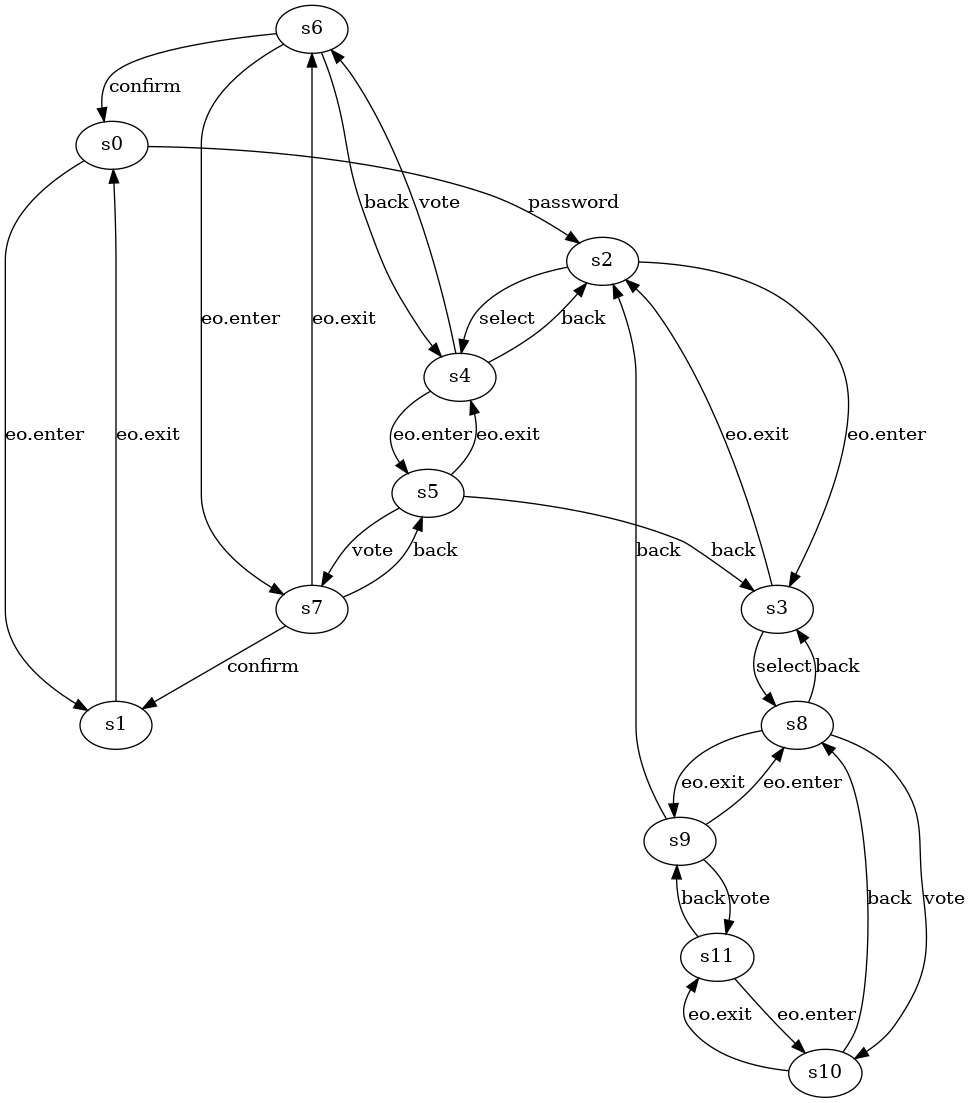 s6
confirm
s0
back
vote
password
s2
eo.enter
eo.exit
select
back
s4
eo.enter
eo.exit
eo.enter
eo.exit
eo.exit
eo.enter
s5
vote
back
back
back
s7
s3
confirm
select
back
s1
s8
eo.exit
eo.enter
s9
back
vote
back
vote
s11
eo.exit
eo.enter
s10